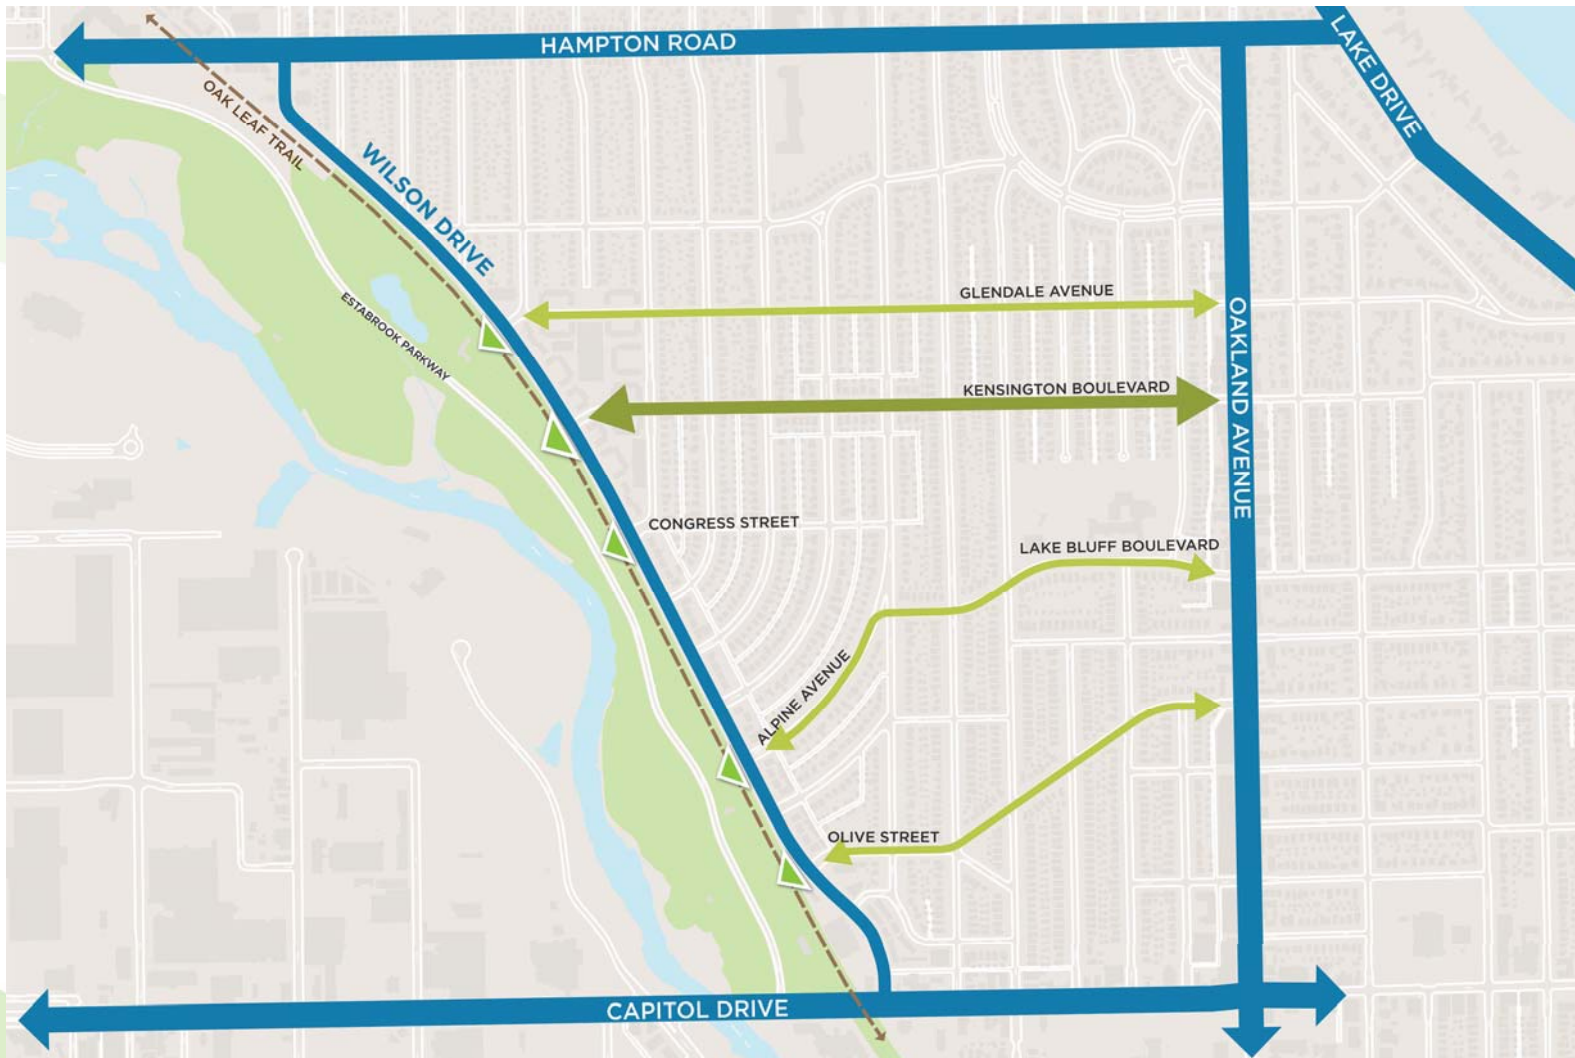 HAMPTON ROAD
LAKE DRIVE
OAK LEAF TRAIL
WILSON DRIVE
GLENDALE AVENUE
ESTABROOK PARKWAY
OAKLAND AVENUE
KENSINGTON BOULEVARD
CONGRESS STREET
LAKE BLUFF BOULEVARD
ALPINE AVENUE
OLIVE STREET
CAPITOL DRIVE